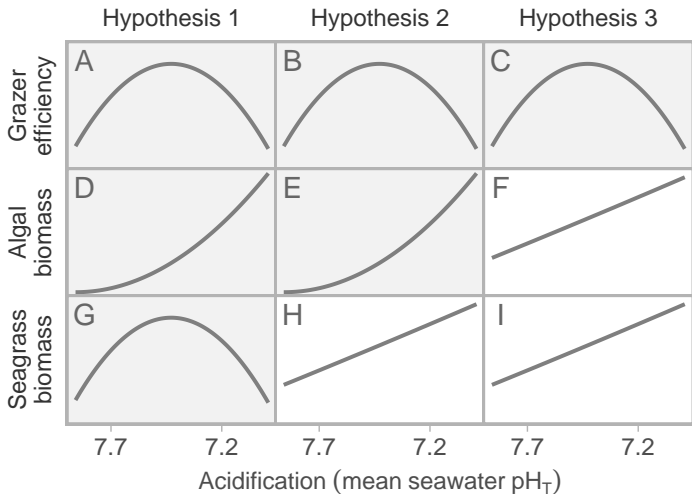 Hypothesis 1 Hypothesis 2 Hypothesis 3
Grazer
efficiency
A B C
Algal
biomass
D E F
Seagrass
biomass
G H I
7.7 7.2 7.7 7.2 7.7 7.2
Acidification (mean seawater pH_T)